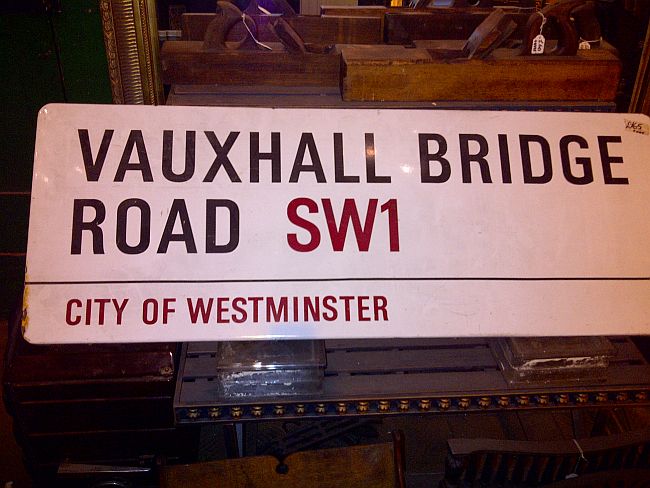 VAUXHALL BRIDGE
ROAD SW1
CITY OF WESTMINSTER